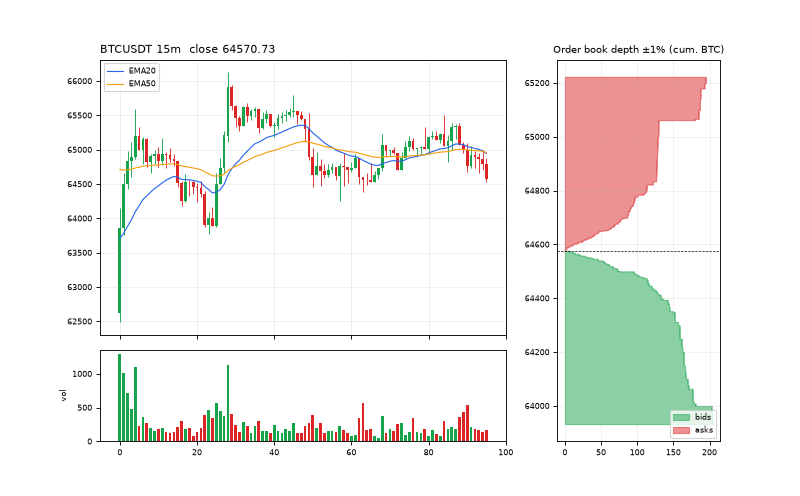 BTCUSDT 15m  close 64570.73
EMA20
EMA50
66000
65500
65000
64500
64000
63500
63000
62500
vol
1000
500
0
0 20 40 60 80 100
Order book depth ±1% (cum. BTC)
65200
65000
64800
64600
64400
64200
64000
bids
asks
0 50 100 150 200